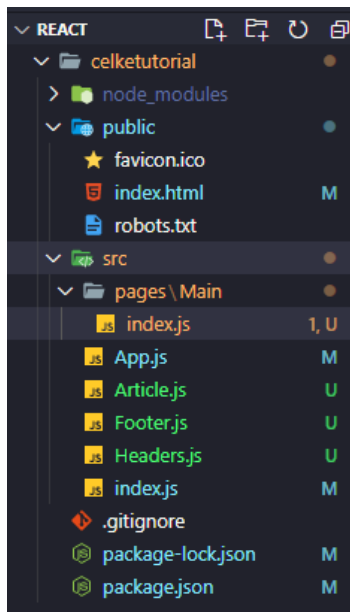 REACT
celketutorial
node_modules
public
favicon.ico
index.html M
robots.txt
src
pages\Main
index.js 1, U
App.js M
Article.js U
Footer.js U
Headers.js U
index.js M
.gitignore
package-lock.json M
package.json M